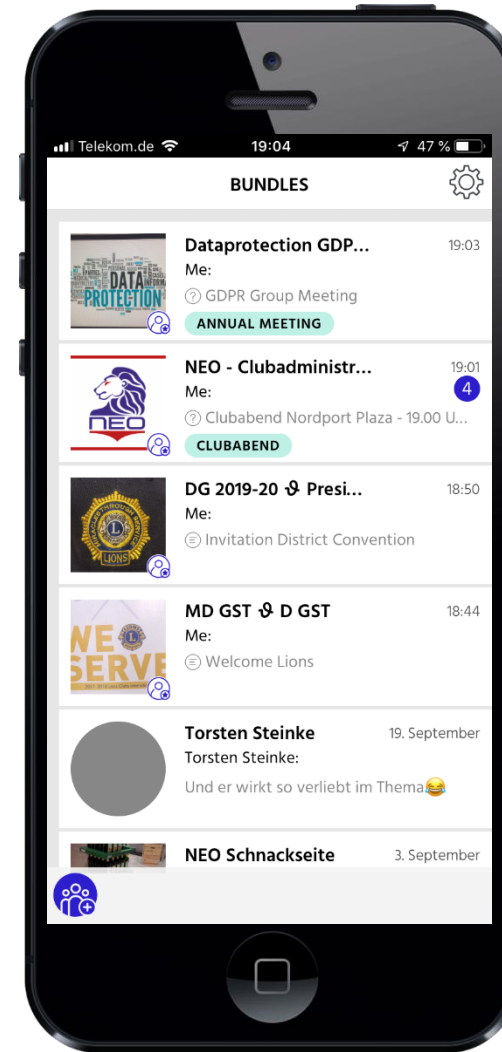 Telekom.de 19:04 47 %
BUNDLES
Dataprotection GDP... 19:03
Me:
GDPR Group Meeting
ANNUAL MEETING
DATA
PROTECTION
NEO - Clubadministr... 19:01
Me: 4
Clubabend Nordport Plaza - 19.00 U...
CLUBABEND
NEO
DG 2019-20 & Presi... 18:50
Me:
Invitation District Convention
LIONS
MD GST & D GST 18:44
Me:
Welcome Lions
WE
SERVE
Torsten Steinke 19. September
Torsten Steinke:
Und er wirkt so verliebt im Thema😂
NEO Schnackseite 3. September